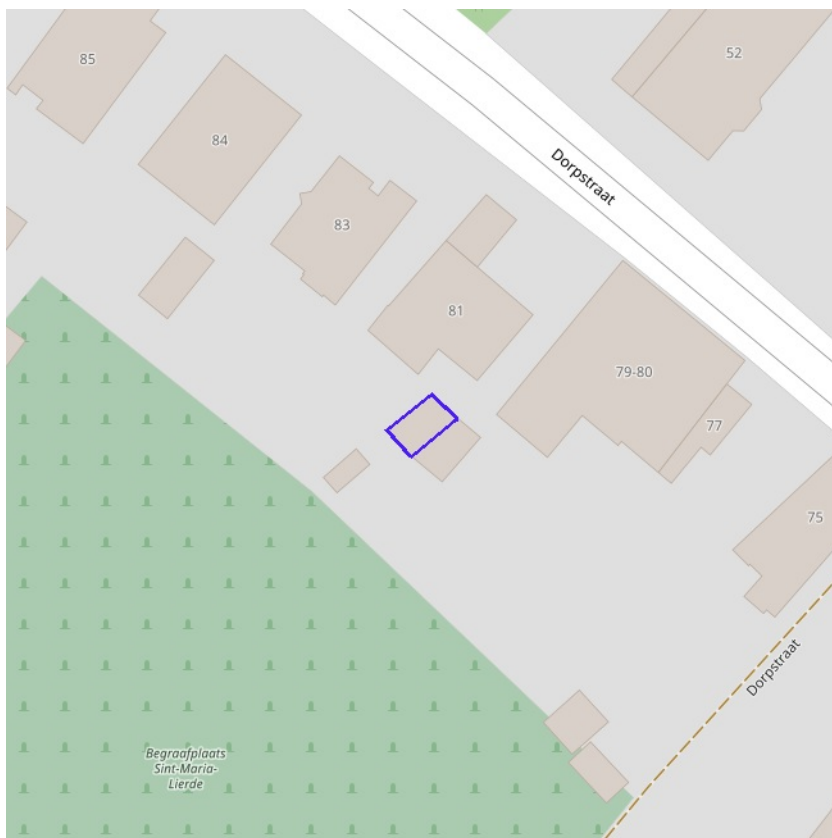 85
52
84
Dorpstraat
83
81
79-80
77
75
Dorpstraat
Begraafplaats
Sint-Maria-
Lierde